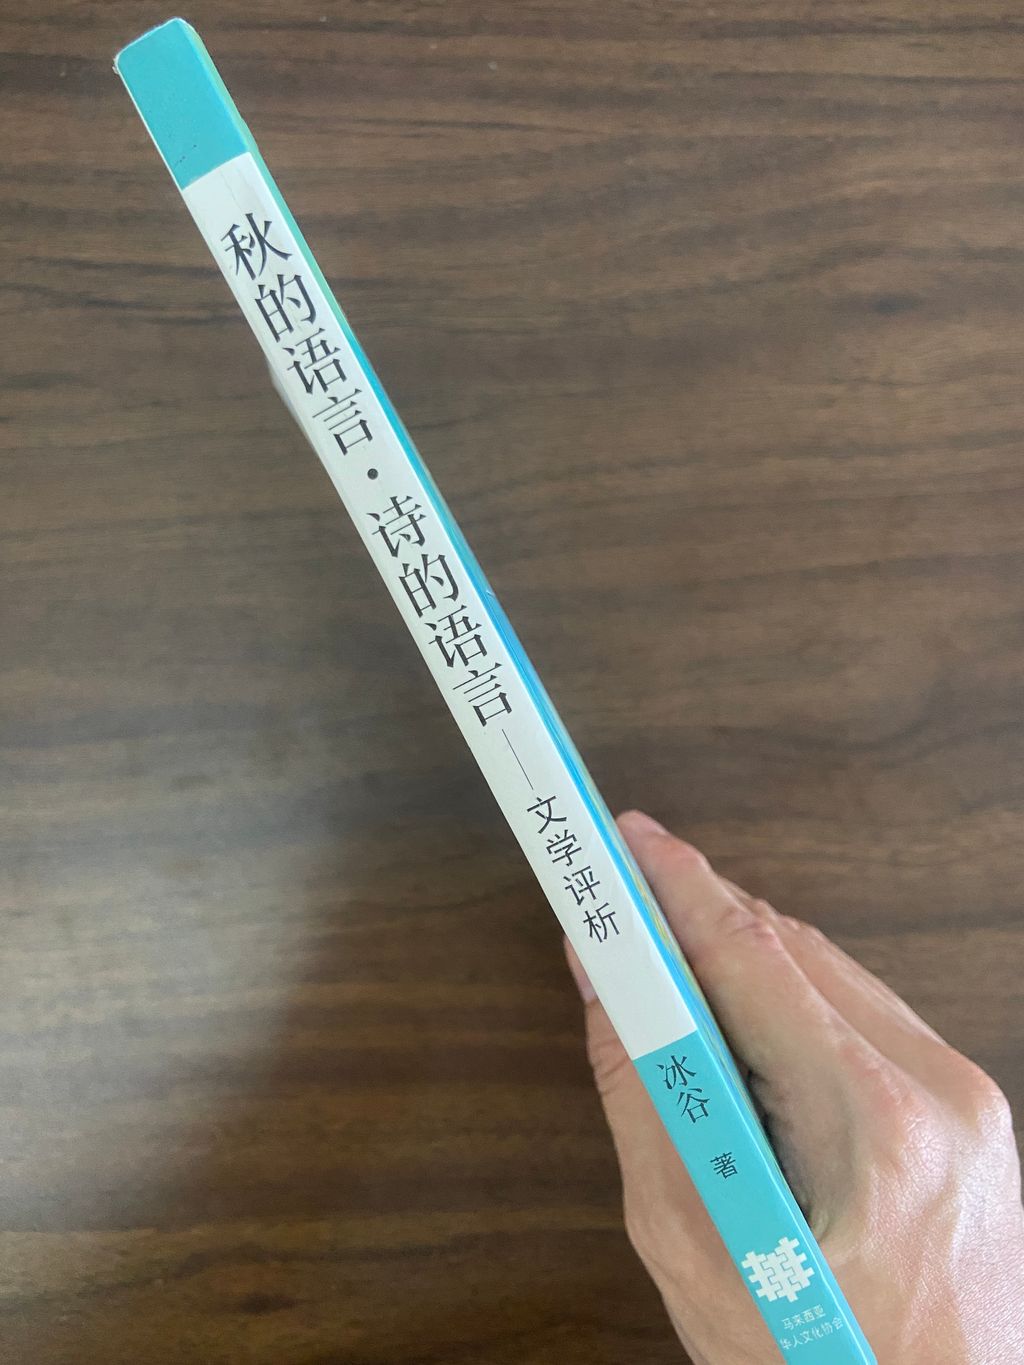 秋的语言·诗的语言——文学评析
冰谷 著
马来西亚
华人文化协会